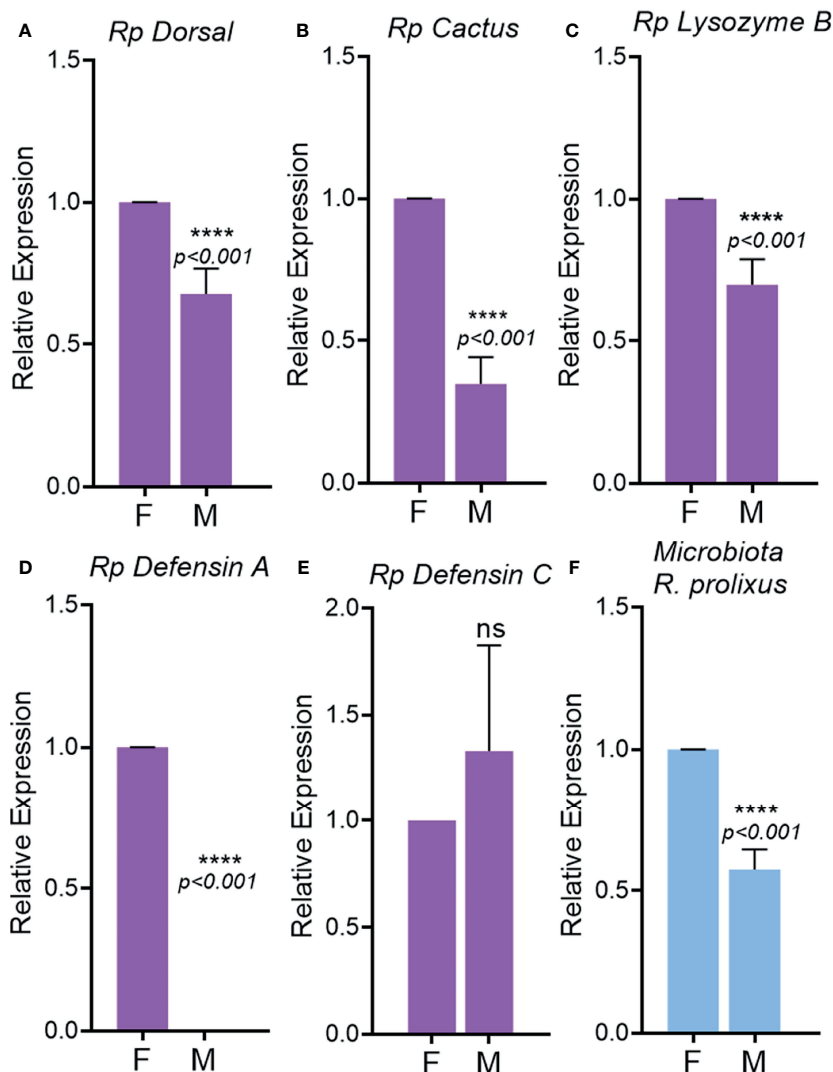 A
Rp Dorsal
1.5
1.0
0.5
0.0
Relative Expression
****
p<0.001
F M
B
Rp Cactus
1.5
1.0
0.5
0.0
Relative Expression
****
p<0.001
F M
C
Rp Lysozyme B
1.5
1.0
0.5
0.0
Relative Expression
****
p<0.001
F M
D
Rp Defensin A
1.5
1.0
0.5
0.0
Relative Expression
****
p<0.001
F M
E
Rp Defensin C
2.0
1.5
1.0
0.5
0.0
Relative Expression
ns
F M
F
Microbiota
R. prolixus
1.5
1.0
0.5
0.0
Relative Expression
****
p<0.001
F M